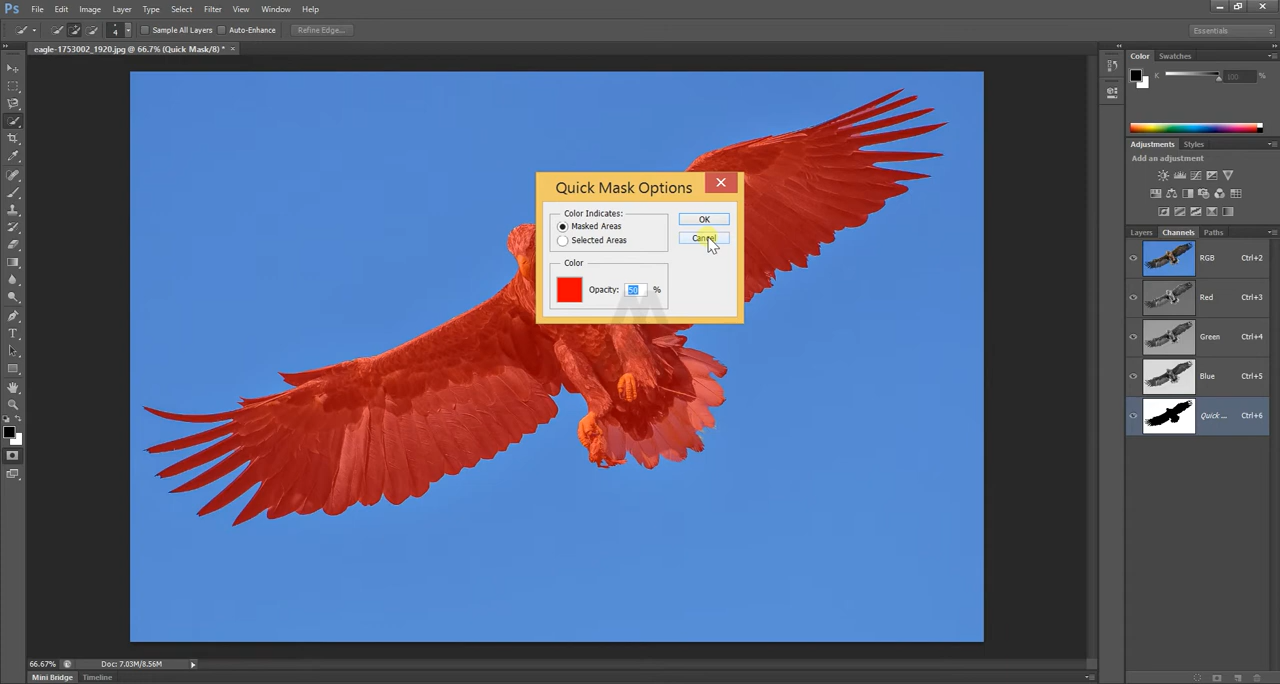 Ps File Edit Image Layer Type Select Filter View Window Help
4 Sample All Layers Auto-Enhance Refine Edge... Essentials
eagle-1753002_1920.jpg @ 66.7% (Quick Mask/8) * ×
Color Swatches
K 100 %
Adjustments Styles
Add an adjustment
Layers Channels Paths
RGB Ctrl+2
Red Ctrl+3
Green Ctrl+4
Blue Ctrl+5
Quick ... Ctrl+6
Quick Mask Options
Color Indicates:
Masked Areas
Selected Areas
OK
Cancel
Color
Opacity: 50 %
66.67% Doc: 7.03M/8.56M
Mini Bridge Timeline